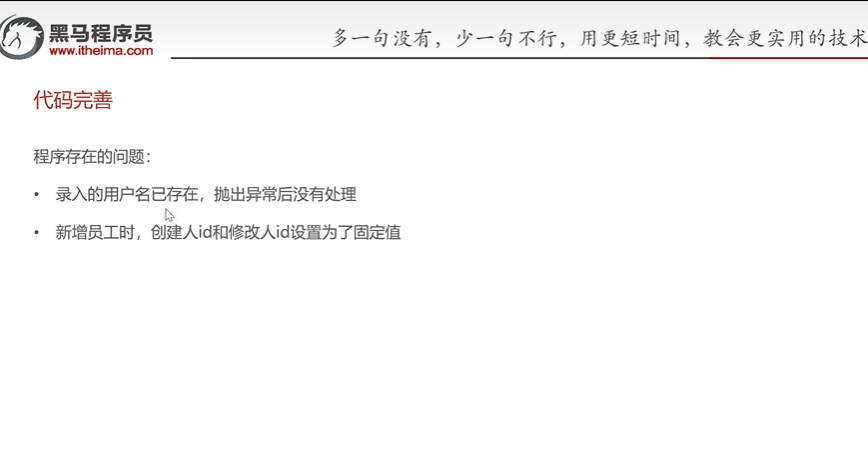 黑马程序员
www.itheima.com
多一句没有，少一句不行，用更短时间，教会更实用的技术
代码完善
程序存在的问题：
• 录入的用户名已存在，抛出异常后没有处理
• 新增员工时，创建人id和修改人id设置为了固定值